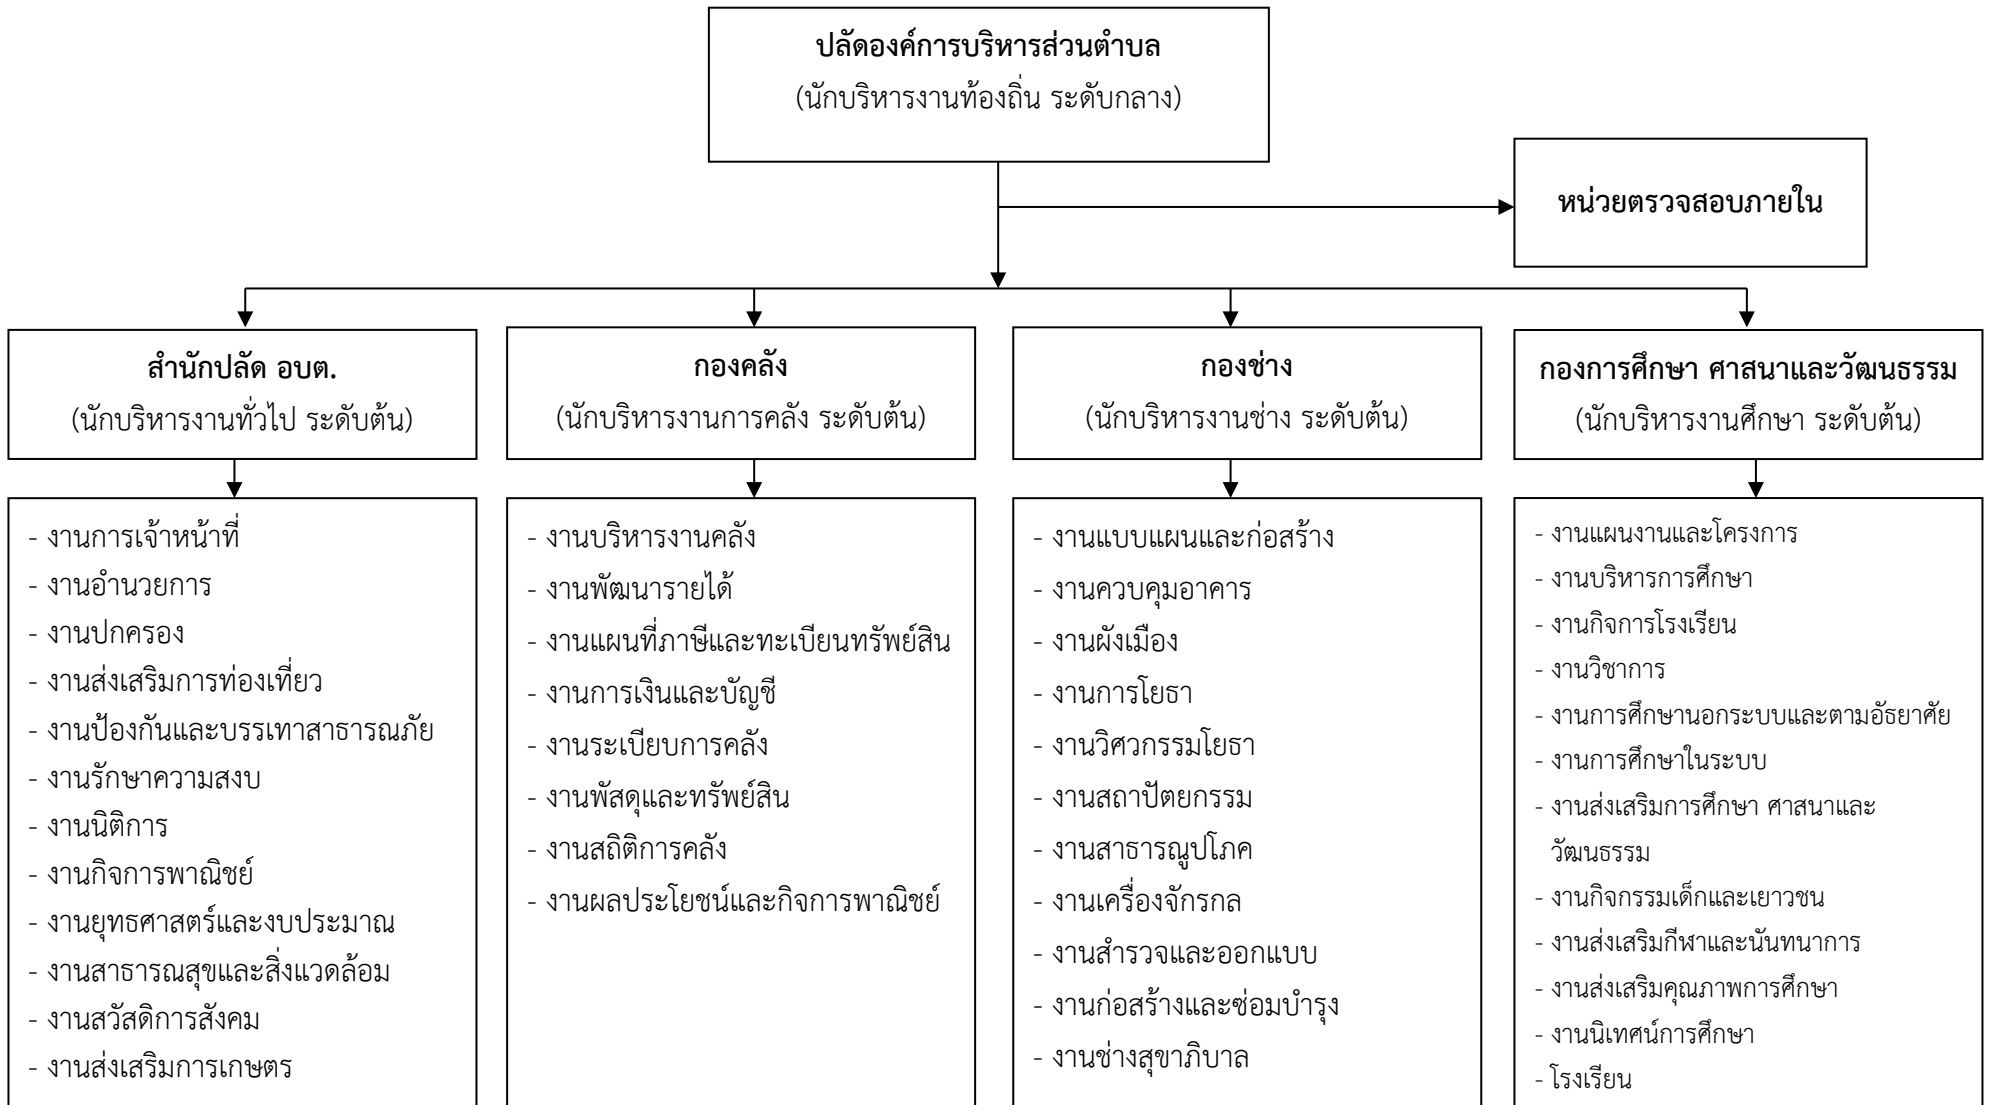 ปลัดองค์การบริหารส่วนตำบล
(นักบริหารงานท้องถิ่น ระดับกลาง)
หน่วยตรวจสอบภายใน
สำนักปลัด อบต.
(นักบริหารงานทั่วไป ระดับต้น)
กองคลัง
(นักบริหารงานการคลัง ระดับต้น)
กองช่าง
(นักบริหารงานช่าง ระดับต้น)
กองการศึกษา ศาสนาและวัฒนธรรม
(นักบริหารงานศึกษา ระดับต้น)
- งานการเจ้าหน้าที่
- งานอำนวยการ
- งานปกครอง
- งานส่งเสริมการท่องเที่ยว
- งานป้องกันและบรรเทาสาธารณภัย
- งานรักษาความสงบ
- งานนิติการ
- งานกิจการพาณิชย์
- งานยุทธศาสตร์และงบประมาณ
- งานสาธารณสุขและสิ่งแวดล้อม
- งานสวัสดิการสังคม
- งานส่งเสริมการเกษตร
- งานบริหารงานคลัง
- งานพัฒนารายได้
- งานแผนที่ภาษีและทะเบียนทรัพย์สิน
- งานการเงินและบัญชี
- งานระเบียบการคลัง
- งานพัสดุและทรัพย์สิน
- งานสถิติการคลัง
- งานผลประโยชน์และกิจการพาณิชย์
- งานแบบแผนและก่อสร้าง
- งานควบคุมอาคาร
- งานผังเมือง
- งานการโยธา
- งานวิศวกรรมโยธา
- งานสถาปัตยกรรม
- งานสาธารณูปโภค
- งานเครื่องจักรกล
- งานสำรวจและออกแบบ
- งานก่อสร้างและซ่อมบำรุง
- งานช่างสุขาภิบาล
- งานแผนงานและโครงการ
- งานบริหารการศึกษา
- งานกิจการโรงเรียน
- งานวิชาการ
- งานการศึกษานอกระบบและตามอัธยาศัย
- งานการศึกษาในระบบ
- งานส่งเสริมการศึกษา ศาสนาและ
วัฒนธรรม
- งานกิจกรรมเด็กและเยาวชน
- งานส่งเสริมกีฬาและนันทนาการ
- งานส่งเสริมคุณภาพการศึกษา
- งานนิเทศน์การศึกษา
- โรงเรียน